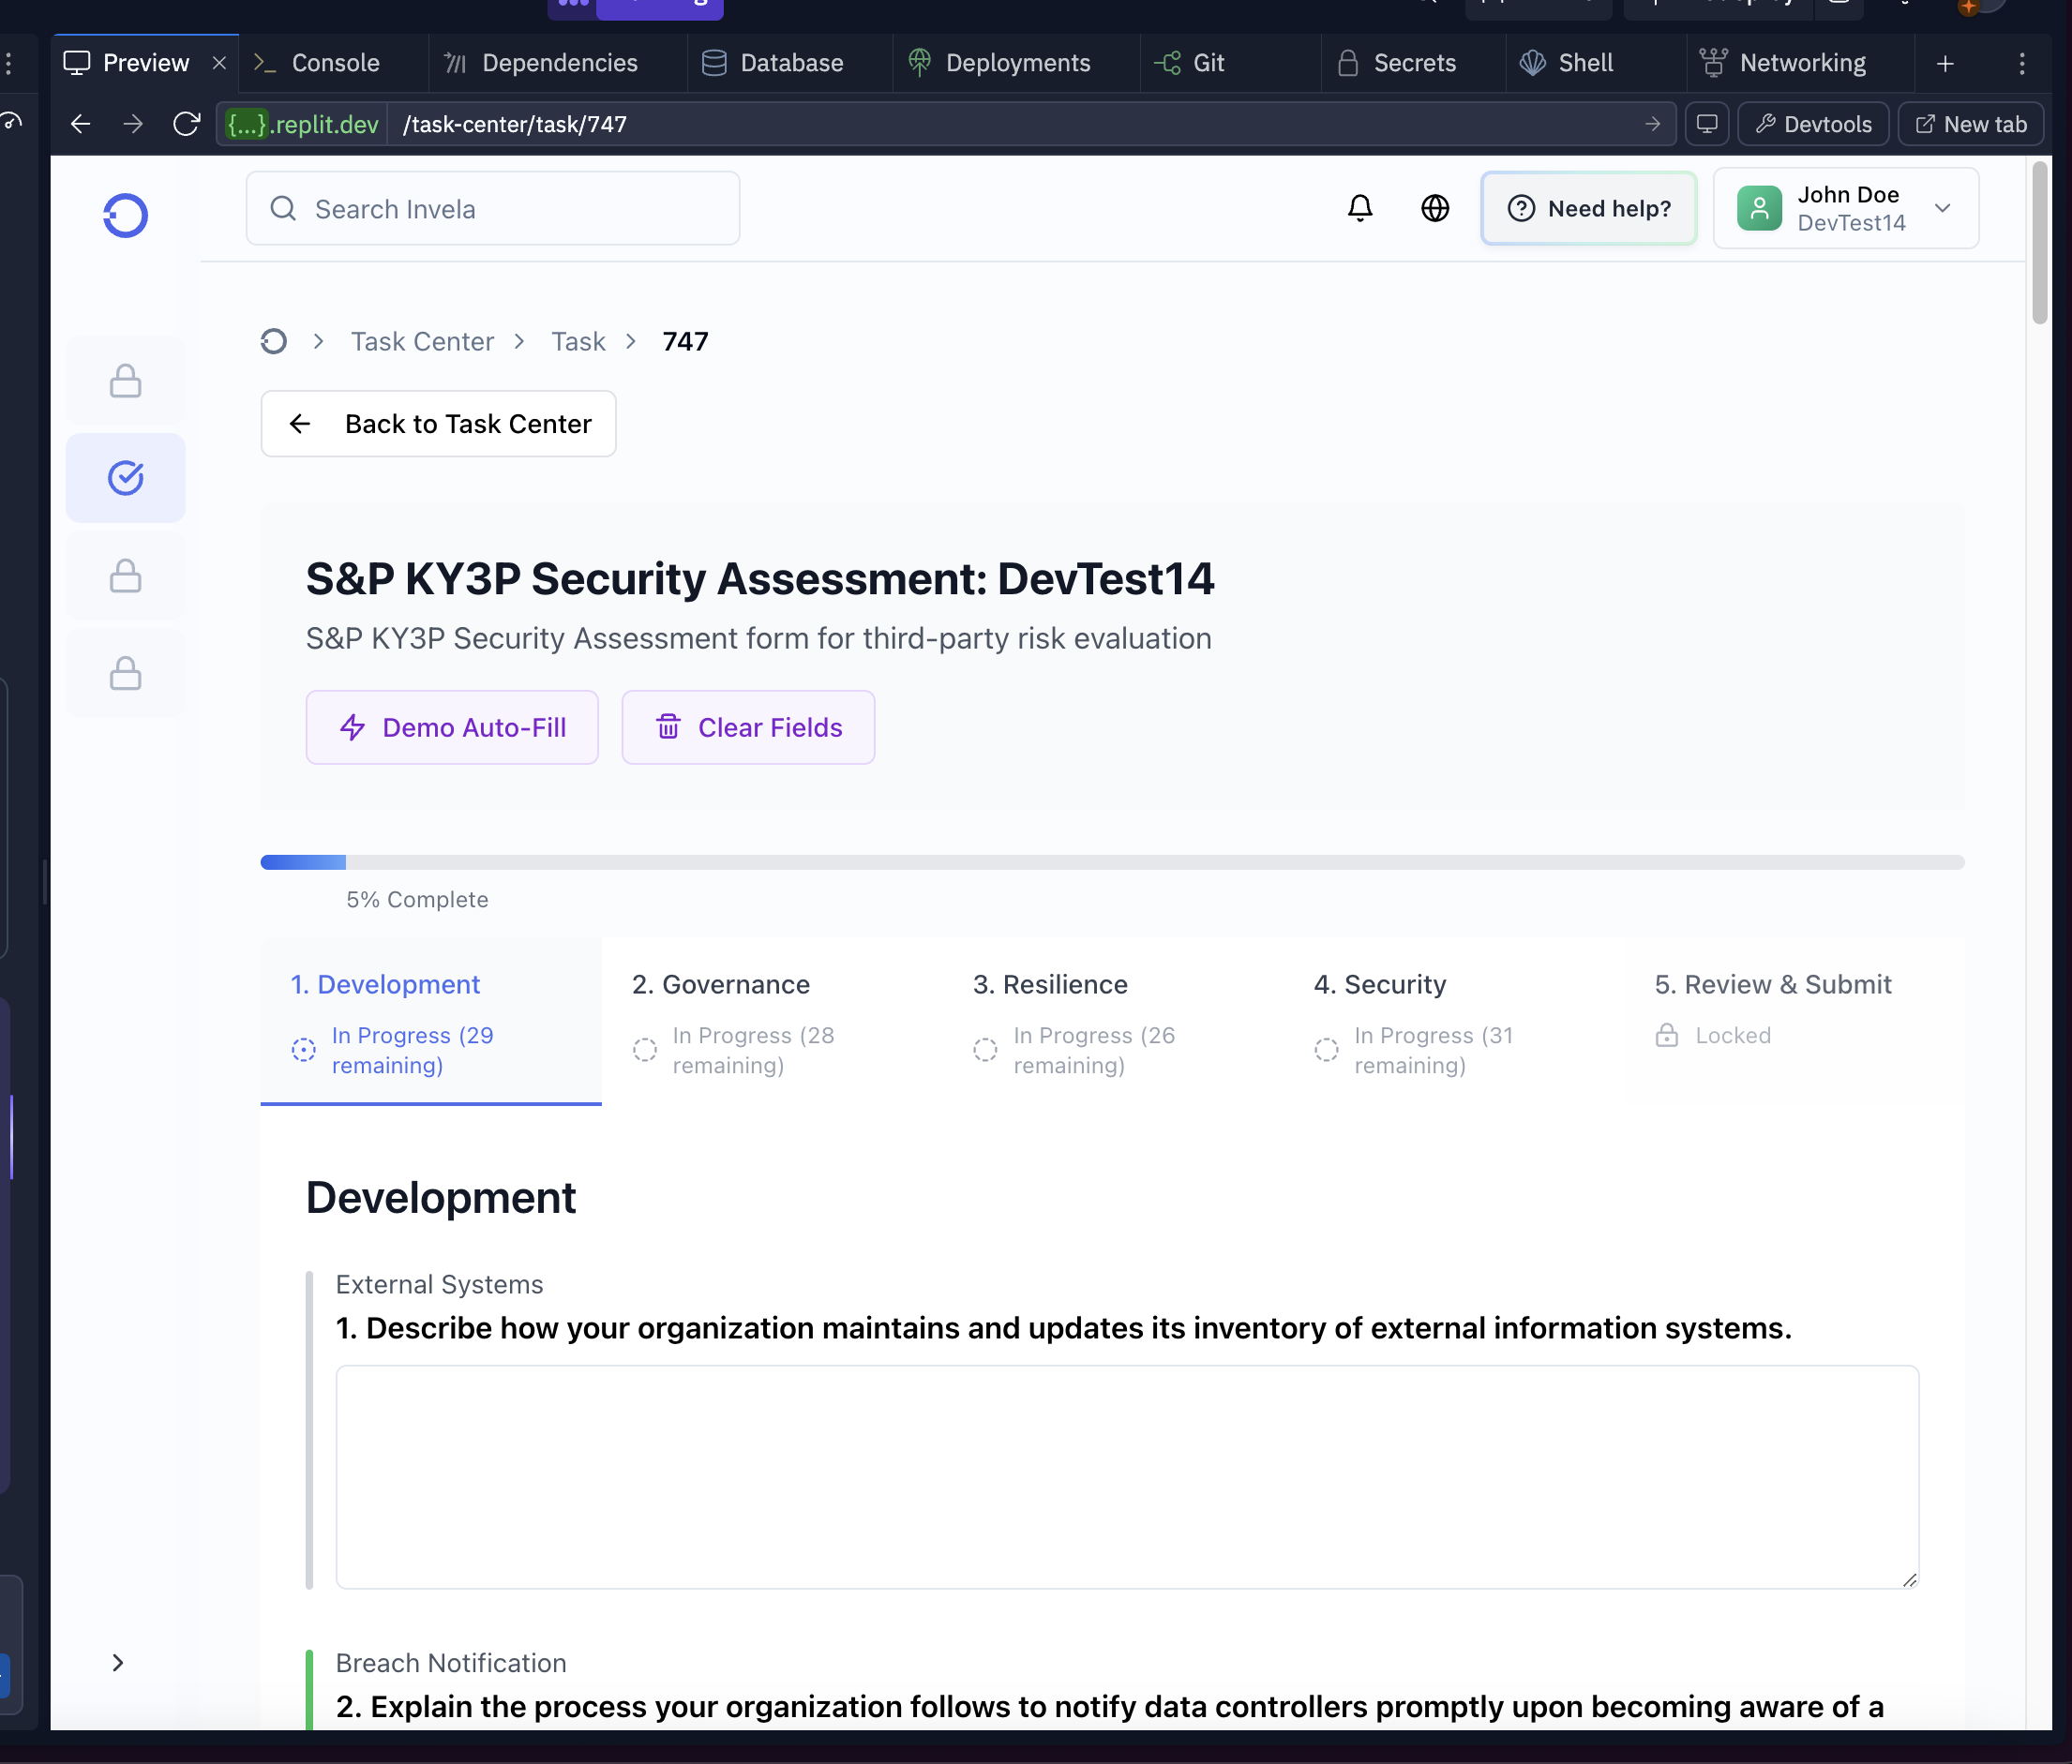 Preview
Console
Dependencies
Database
Deployments
Git
Secrets
Shell
Networking
{...}.replit.dev
/task-center/task/747
Devtools
New tab
Search Invela
Need help?
John Doe
DevTest14
Task Center
Task
747
Back to Task Center
S&P KY3P Security Assessment: DevTest14
S&P KY3P Security Assessment form for third-party risk evaluation
Demo Auto-Fill
Clear Fields
5% Complete
1. Development
In Progress (29
remaining)
2. Governance
In Progress (28
remaining)
3. Resilience
In Progress (26
remaining)
4. Security
In Progress (31
remaining)
5. Review & Submit
Locked
Development
External Systems
1. Describe how your organization maintains and updates its inventory of external information systems.
Breach Notification
2. Explain the process your organization follows to notify data controllers promptly upon becoming aware of a